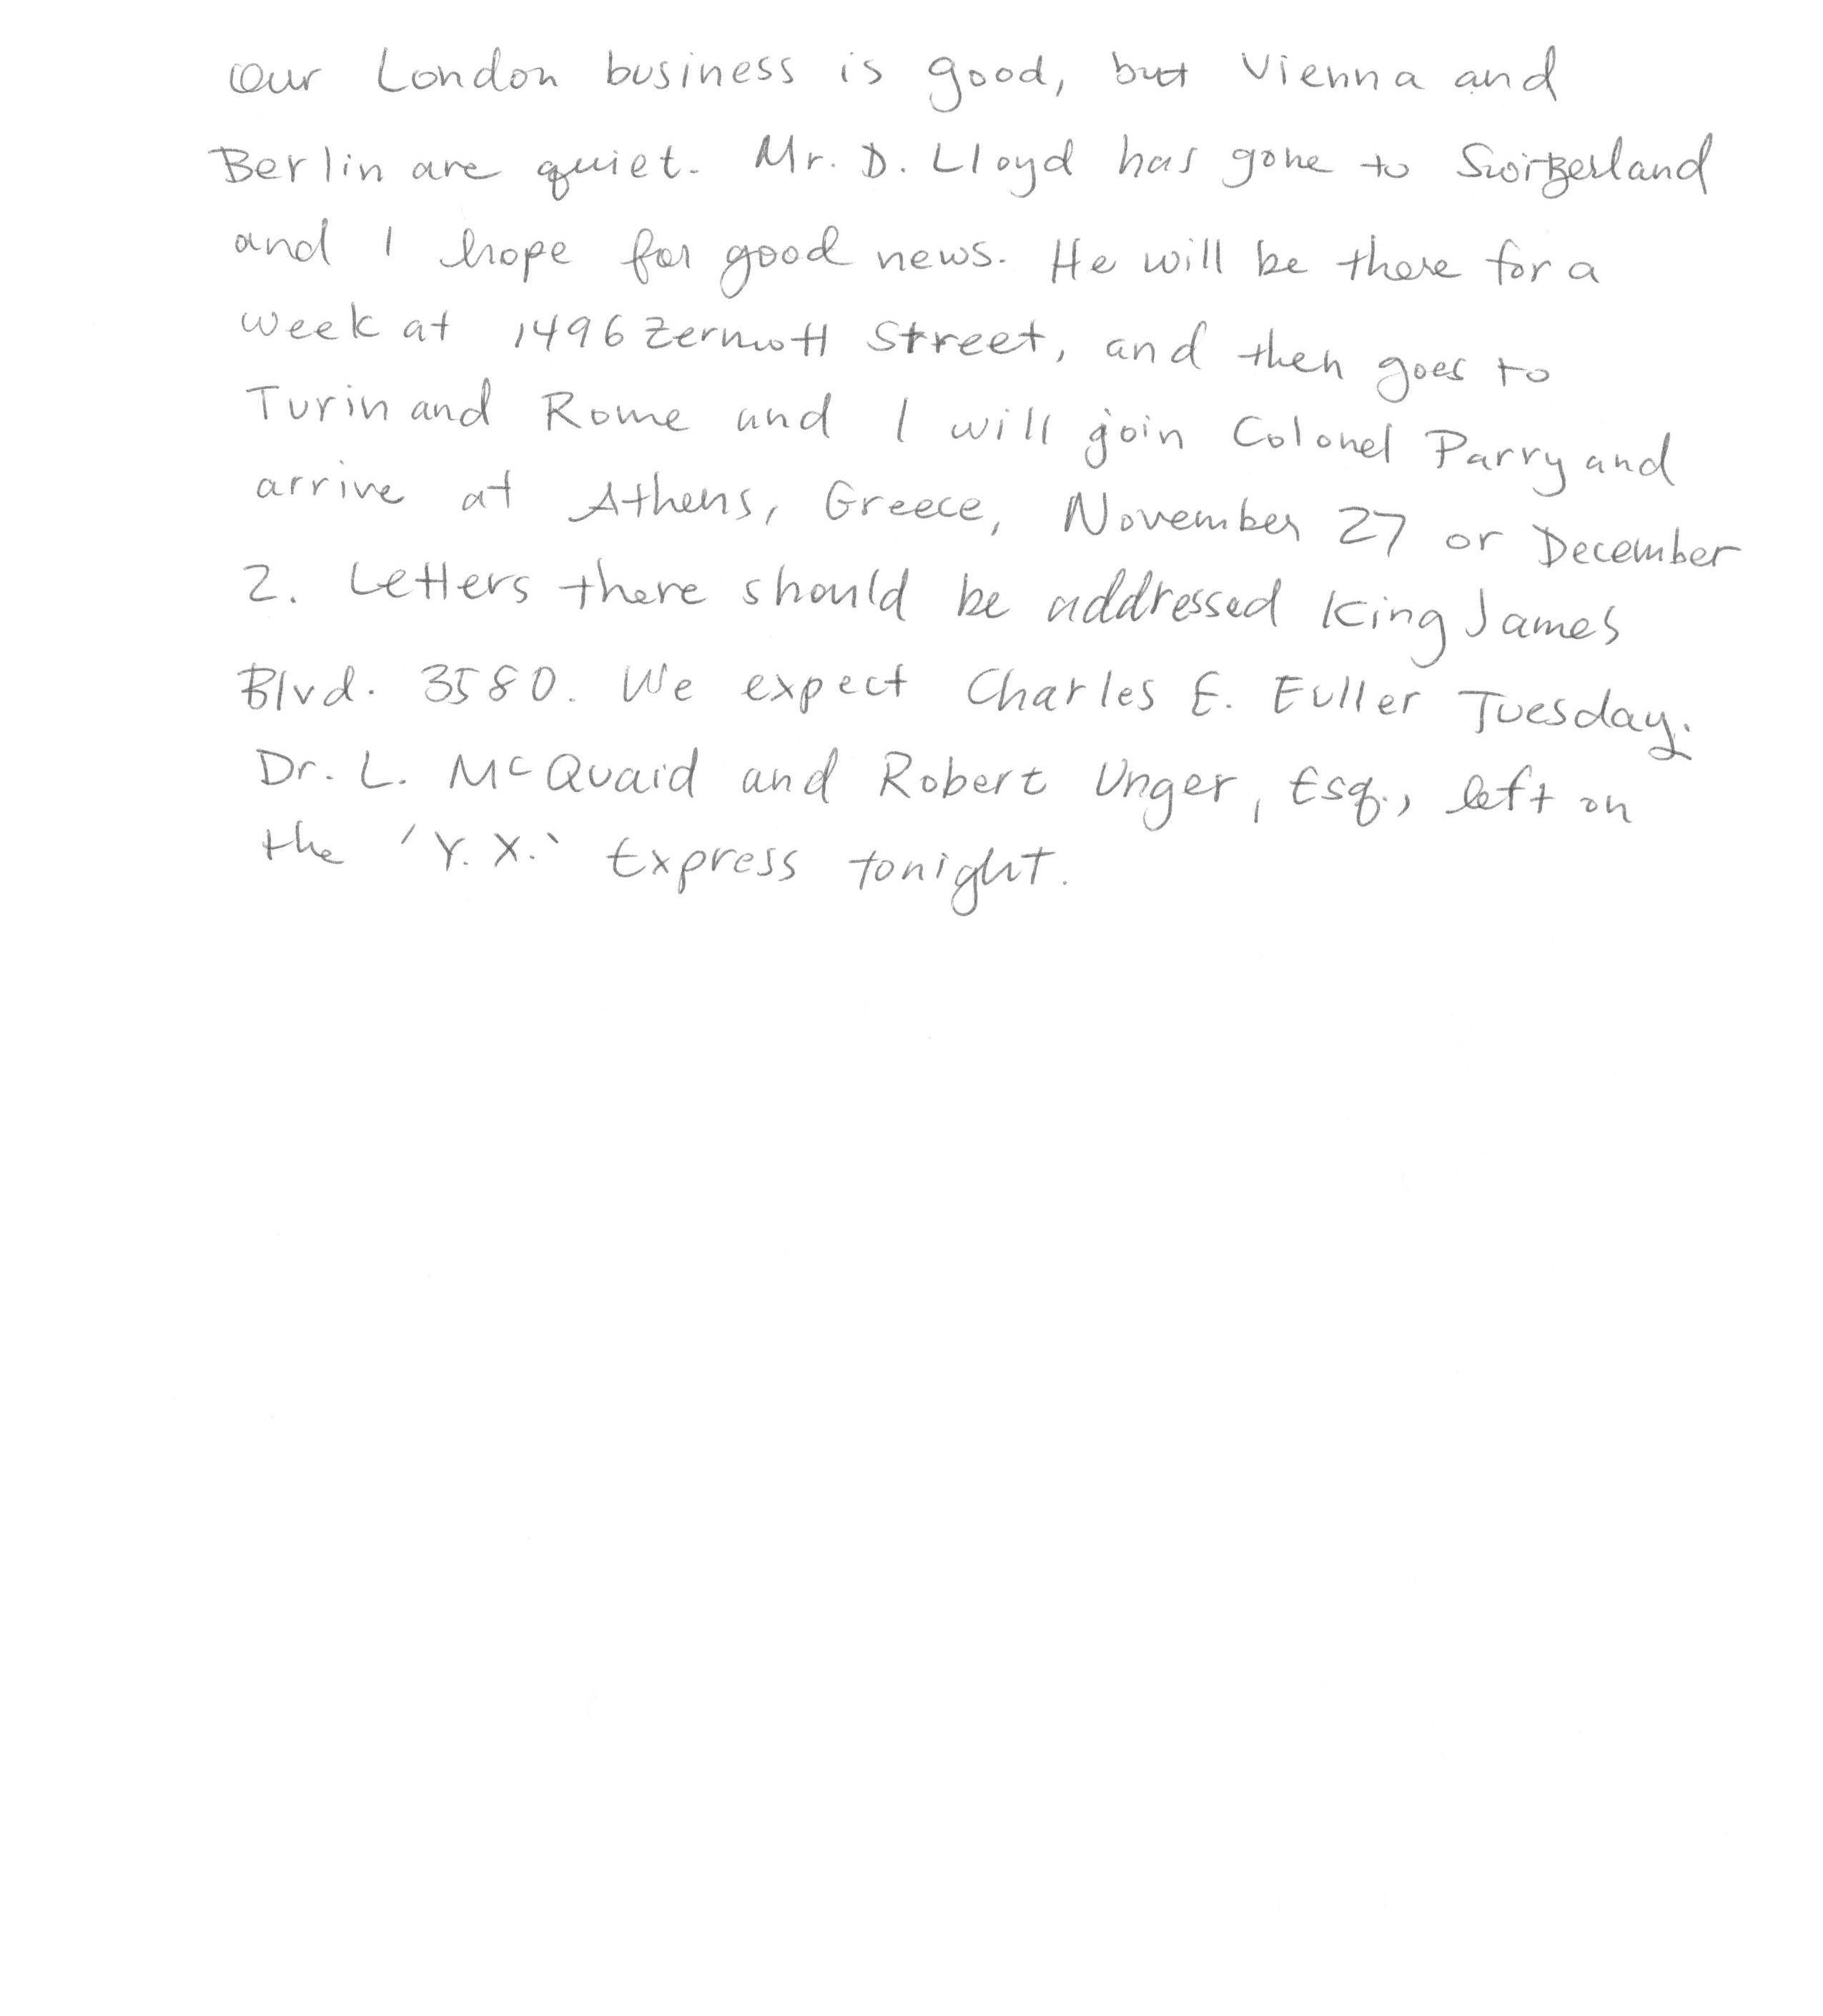 Our London business is good, but Vienna and
Berlin are quiet. Mr. D. Lloyd has gone to Switzerland
and I hope for good news. He will be there for a
week at 1496 Zermott Street, and then goes to
Turin and Rome and I will join Colonel Parry and
arrive at Athens, Greece, November 27 or December
2. Letters there should be addressed King James
Blvd. 3580. We expect Charles E. Fuller Tuesday.
Dr. L. McQuaid and Robert Unger, Esq., left on
the 'Y.X.' Express tonight.